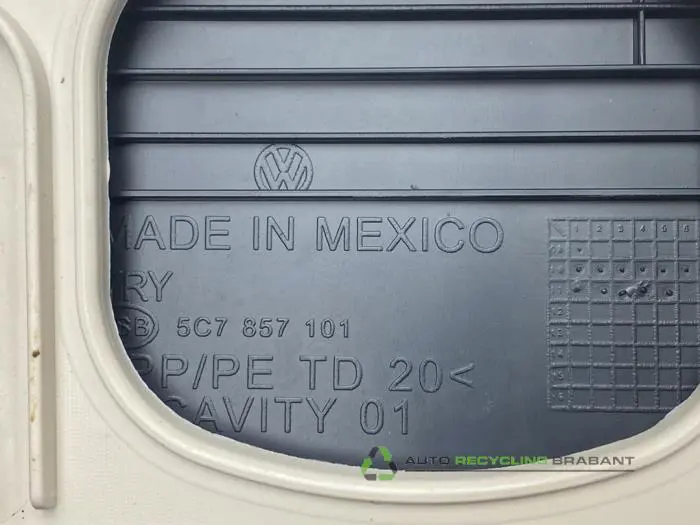 MADE IN MEXICO
RY
SB 5C7 857 101
PP/PE TD 20<
CAVITY 01
1 2 3 4 5 6
AUTO RECYCLING BRABANT